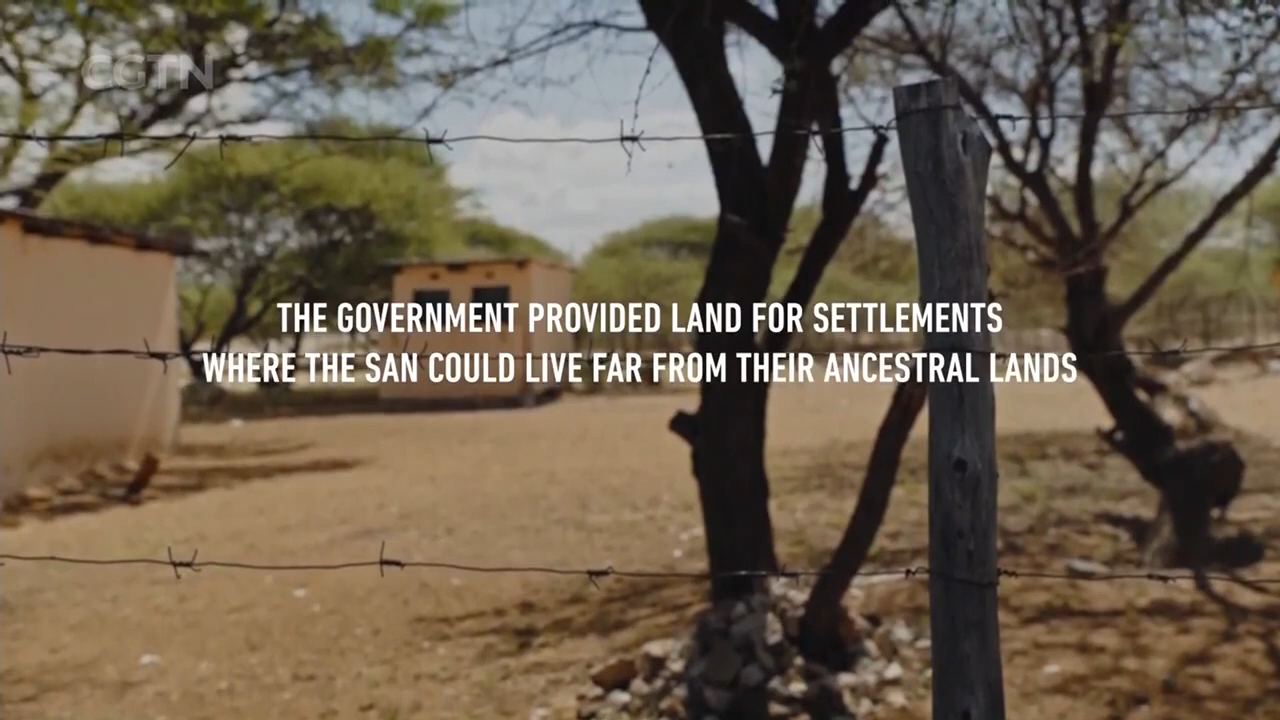 CGTN
THE GOVERNMENT PROVIDED LAND FOR SETTLEMENTS
WHERE THE SAN COULD LIVE FAR FROM THEIR ANCESTRAL LANDS